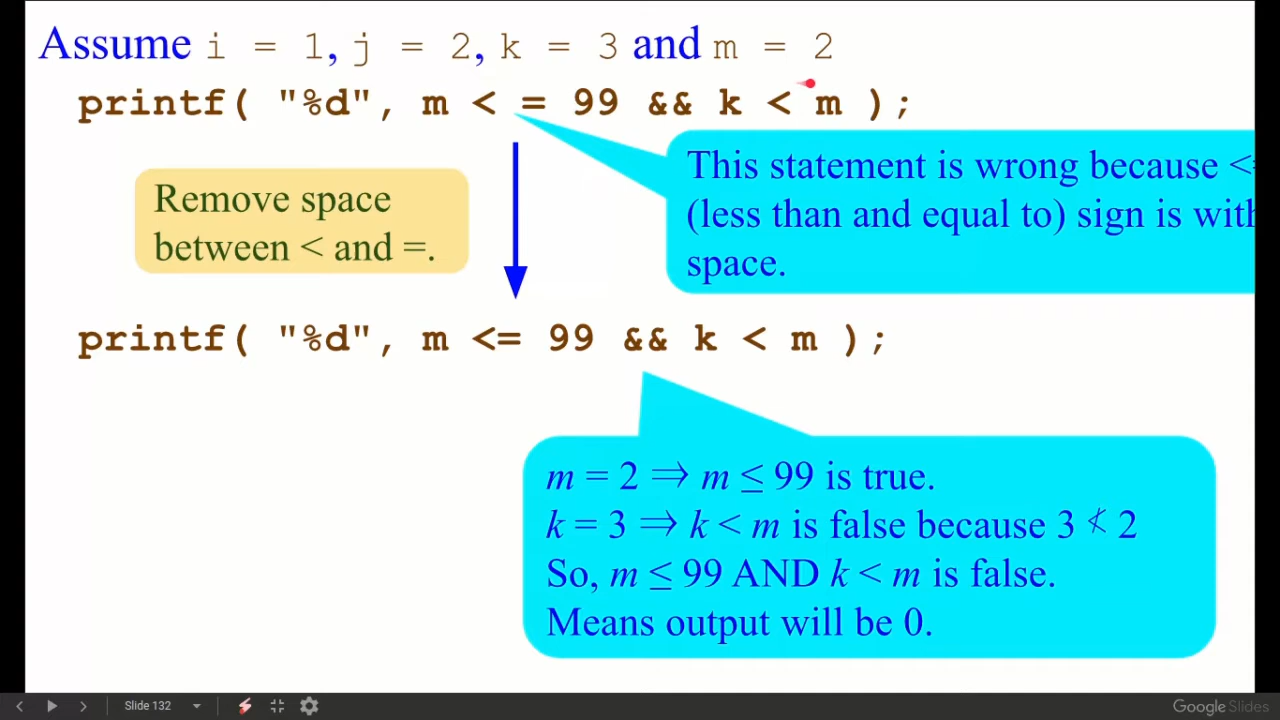 Assume i = 1, j = 2, k = 3 and m = 2
printf( "%d", m < = 99 && k < m );
This statement is wrong because <=
(less than and equal to) sign is with
space.
Remove space
between < and =.
printf( "%d", m <= 99 && k < m );
m = 2 ⇒ m ≤ 99 is true.
k = 3 ⇒ k < m is false because 3 ≮ 2
So, m ≤ 99 AND k < m is false.
Means output will be 0.
Slide 132
Google Slides